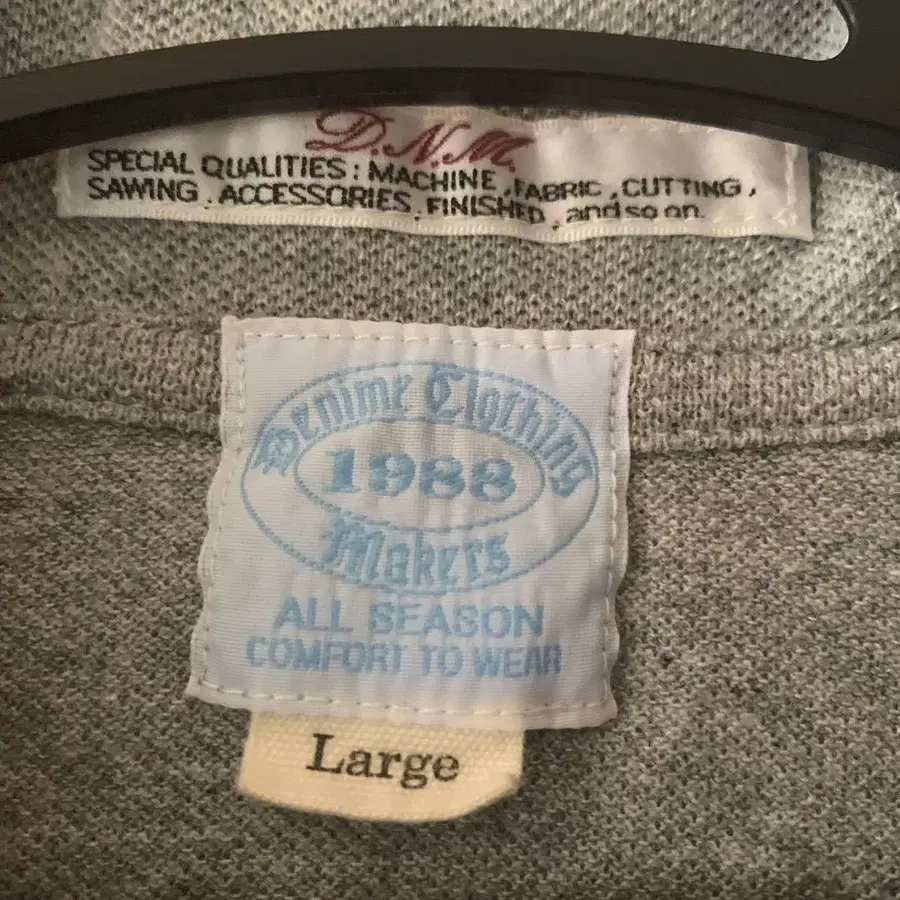 D.N.M.
SPECIAL QUALITIES : MACHINE , FABRIC , CUTTING ,
SAWING , ACCESSORIES , FINISHED , and so on.
Denime Clothing
1988
Makers
ALL SEASON
COMFORT TO WEAR
Large